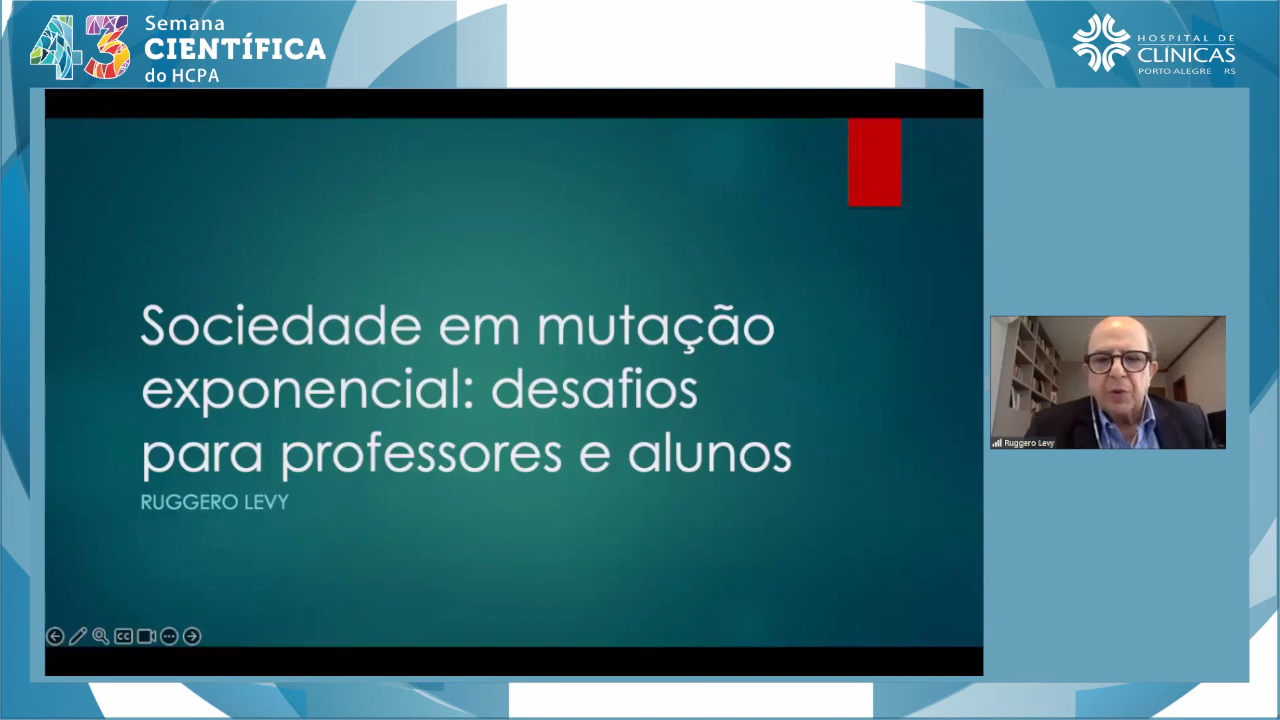 43
Semana
CIENTÍFICA
do HCPA
HOSPITAL DE
CLÍNICAS
PORTO ALEGRE RS
Sociedade em mutação
exponencial: desafios
para professores e alunos
RUGGERO LEVY
CC
Ruggero Levy